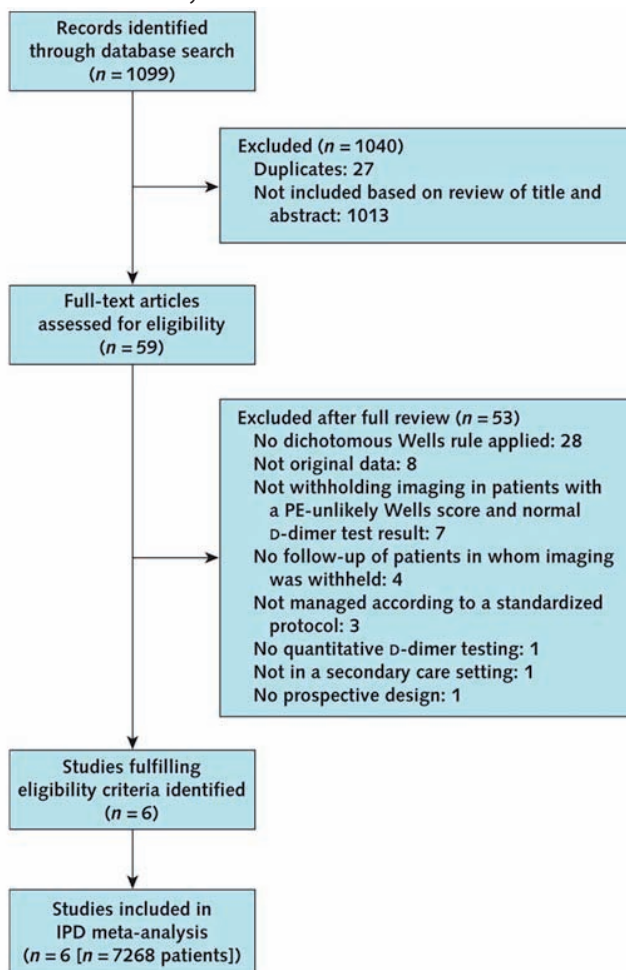 Records identified
through database search
(n = 1099)
Excluded (n = 1040)
Duplicates: 27
Not included based on review of title and
abstract: 1013
Full-text articles
assessed for eligibility
(n = 59)
Excluded after full review (n = 53)
No dichotomous Wells rule applied: 28
Not original data: 8
Not withholding imaging in patients with
a PE-unlikely Wells score and normal
D-dimer test result: 7
No follow-up of patients in whom imaging
was withheld: 4
Not managed according to a standardized
protocol: 3
No quantitative D-dimer testing: 1
Not in a secondary care setting: 1
No prospective design: 1
Studies fulfilling
eligibility criteria identified
(n = 6)
Studies included in
IPD meta-analysis
(n = 6 [n = 7268 patients])